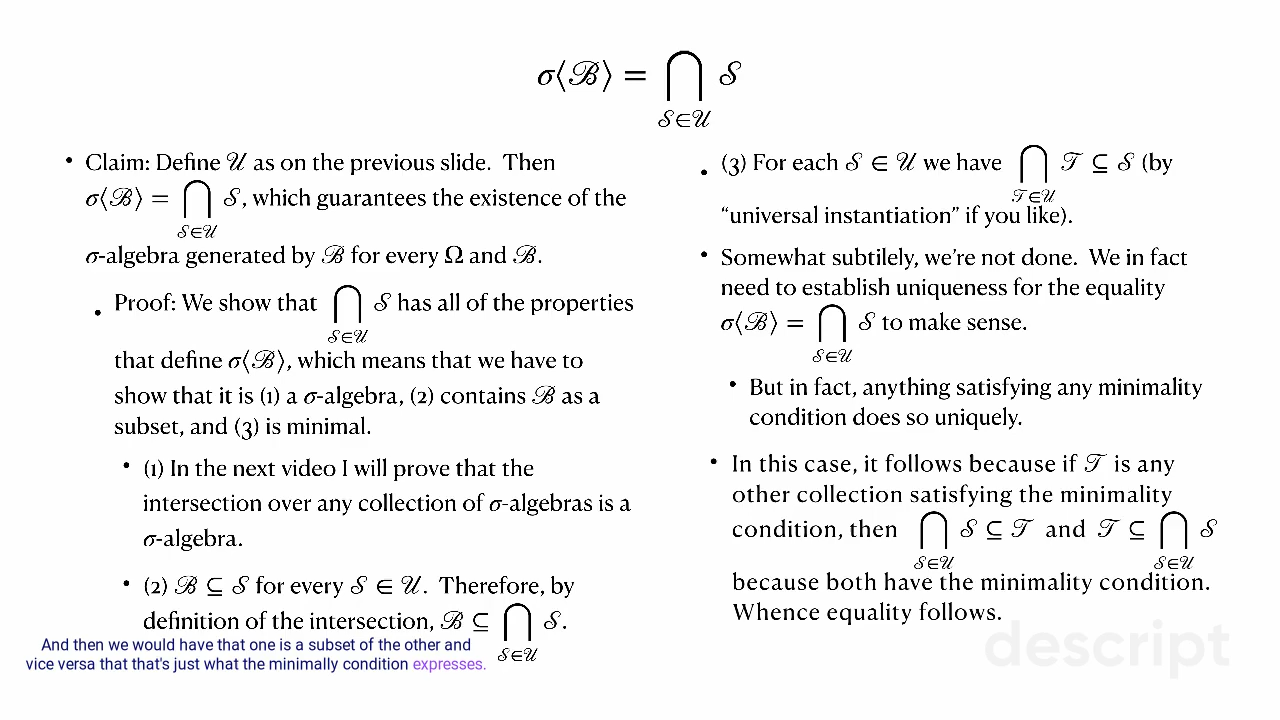 σ⟨ℬ⟩ = ⋂ 𝒮
𝒮∈𝒰
• Claim: Define 𝒰 as on the previous slide. Then
σ⟨ℬ⟩ = ⋂ 𝒮, which guarantees the existence of the
𝒮∈𝒰
σ-algebra generated by ℬ for every Ω and ℬ.
• Proof: We show that ⋂ 𝒮 has all of the properties
𝒮∈𝒰
that define σ⟨ℬ⟩, which means that we have to
show that it is (1) a σ-algebra, (2) contains ℬ as a
subset, and (3) is minimal.
• (1) In the next video I will prove that the
intersection over any collection of σ-algebras is a
σ-algebra.
• (2) ℬ ⊆ 𝒮 for every 𝒮 ∈ 𝒰. Therefore, by
definition of the intersection, ℬ ⊆ ⋂ 𝒮.
𝒮∈𝒰
• (3) For each 𝒮 ∈ 𝒰 we have ⋂ 𝒯 ⊆ 𝒮 (by
𝒯∈𝒰
“universal instantiation” if you like).
• Somewhat subtilely, we’re not done. We in fact
need to establish uniqueness for the equality
σ⟨ℬ⟩ = ⋂ 𝒮 to make sense.
𝒮∈𝒰
• But in fact, anything satisfying any minimality
condition does so uniquely.
• In this case, it follows because if 𝒯 is any
other collection satisfying the minimality
condition, then ⋂ 𝒮 ⊆ 𝒯 and 𝒯 ⊆ ⋂ 𝒮
𝒮∈𝒰 𝒮∈𝒰
because both have the minimality condition.
Whence equality follows.
And then we would have that one is a subset of the other and
vice versa that that's just what the minimally condition expresses.
descript